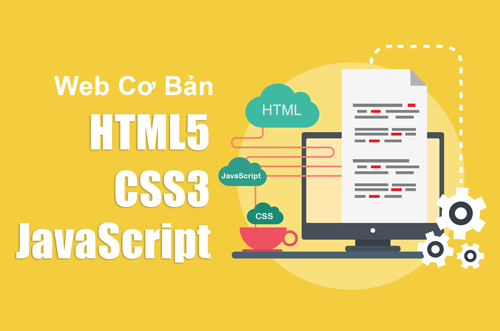 Web Cơ Bản
HTML5
CSS3
JavaScript
HTML
JavaScript
CSS